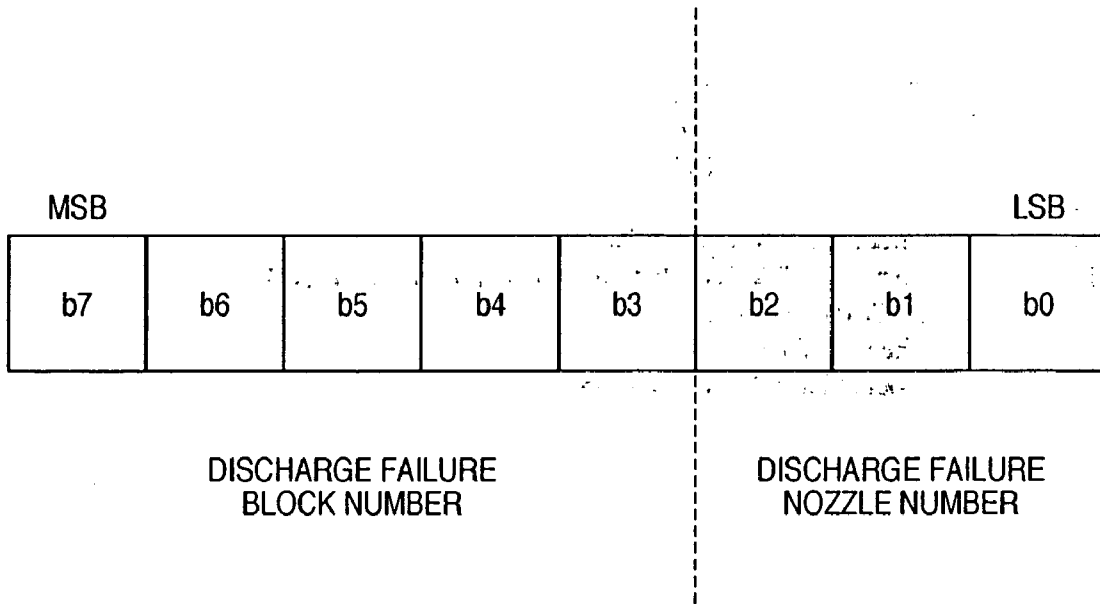 MSB LSB
b7 b6 b5 b4 b3 b2 b1 b0
DISCHARGE FAILURE
BLOCK NUMBER
DISCHARGE FAILURE
NOZZLE NUMBER